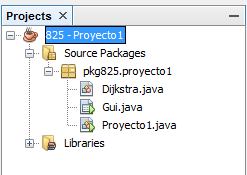 Projects
825 - Proyecto1
Source Packages
pkg825.proyecto1
Dijkstra.java
Gui.java
Proyecto1.java
Libraries